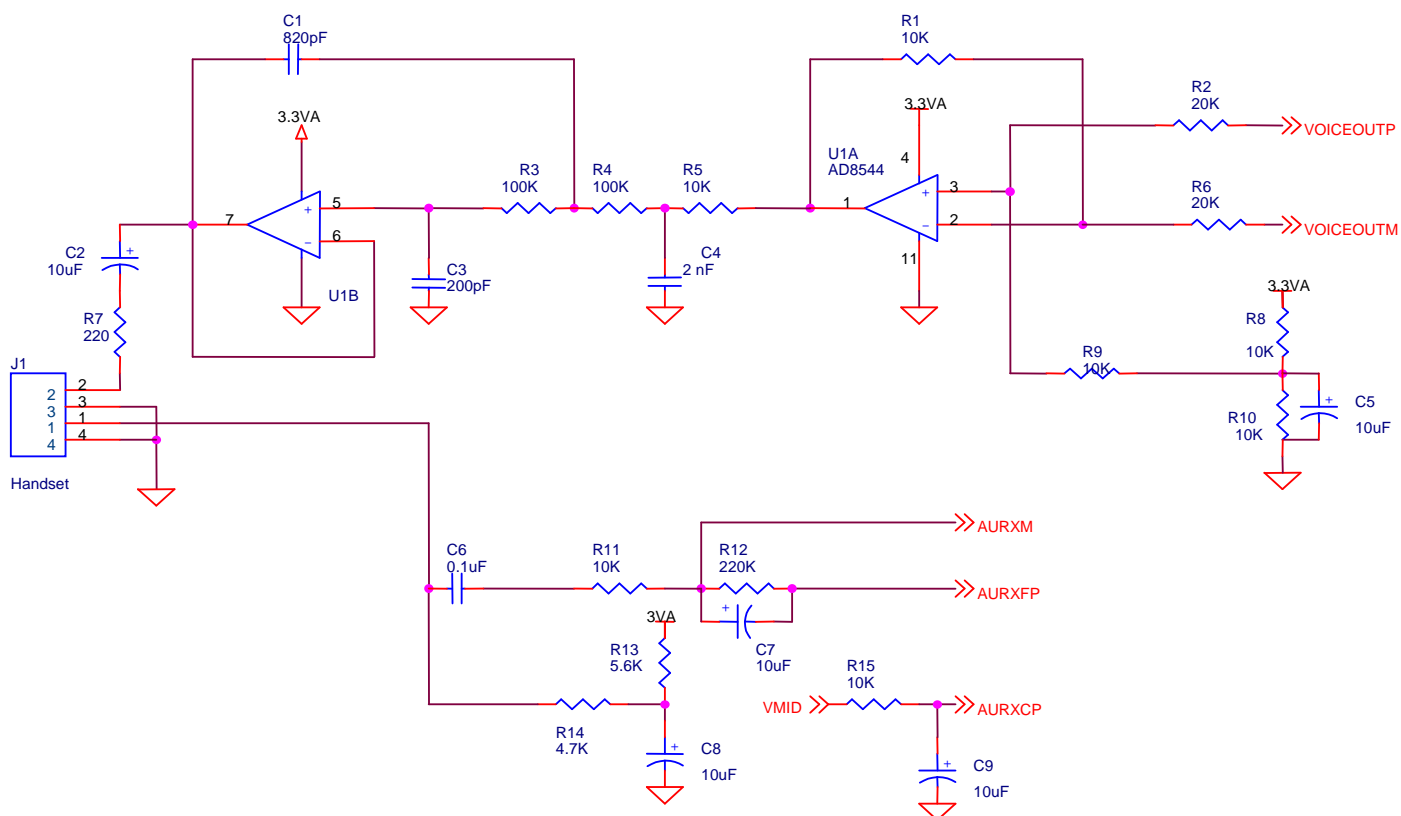 C1
820pF
R1
10K
3.3VA
3.3VA
R2
20K
VOICEOUTP
4
U1A
AD8544
R3
100K
R4
100K
R5
10K
5
7
6
1
3
2
R6
20K
VOICEOUTM
C2
10uF
+
+
−
+
−
11
C4
2 nF
C3
200pF
U1B
3.3VA
R7
220
R8
10K
R9
10K
J1
2
2
3
3
1
1
4
4
R10
10K
+
C5
10uF
Handset
AURXM
C6
0.1uF
R11
10K
R12
220K
AURXFP
+
3VA
R13
5.6K
C7
10uF
R15
10K
VMID
AURXCP
R14
4.7K
+
C8
10uF
+
C9
10uF